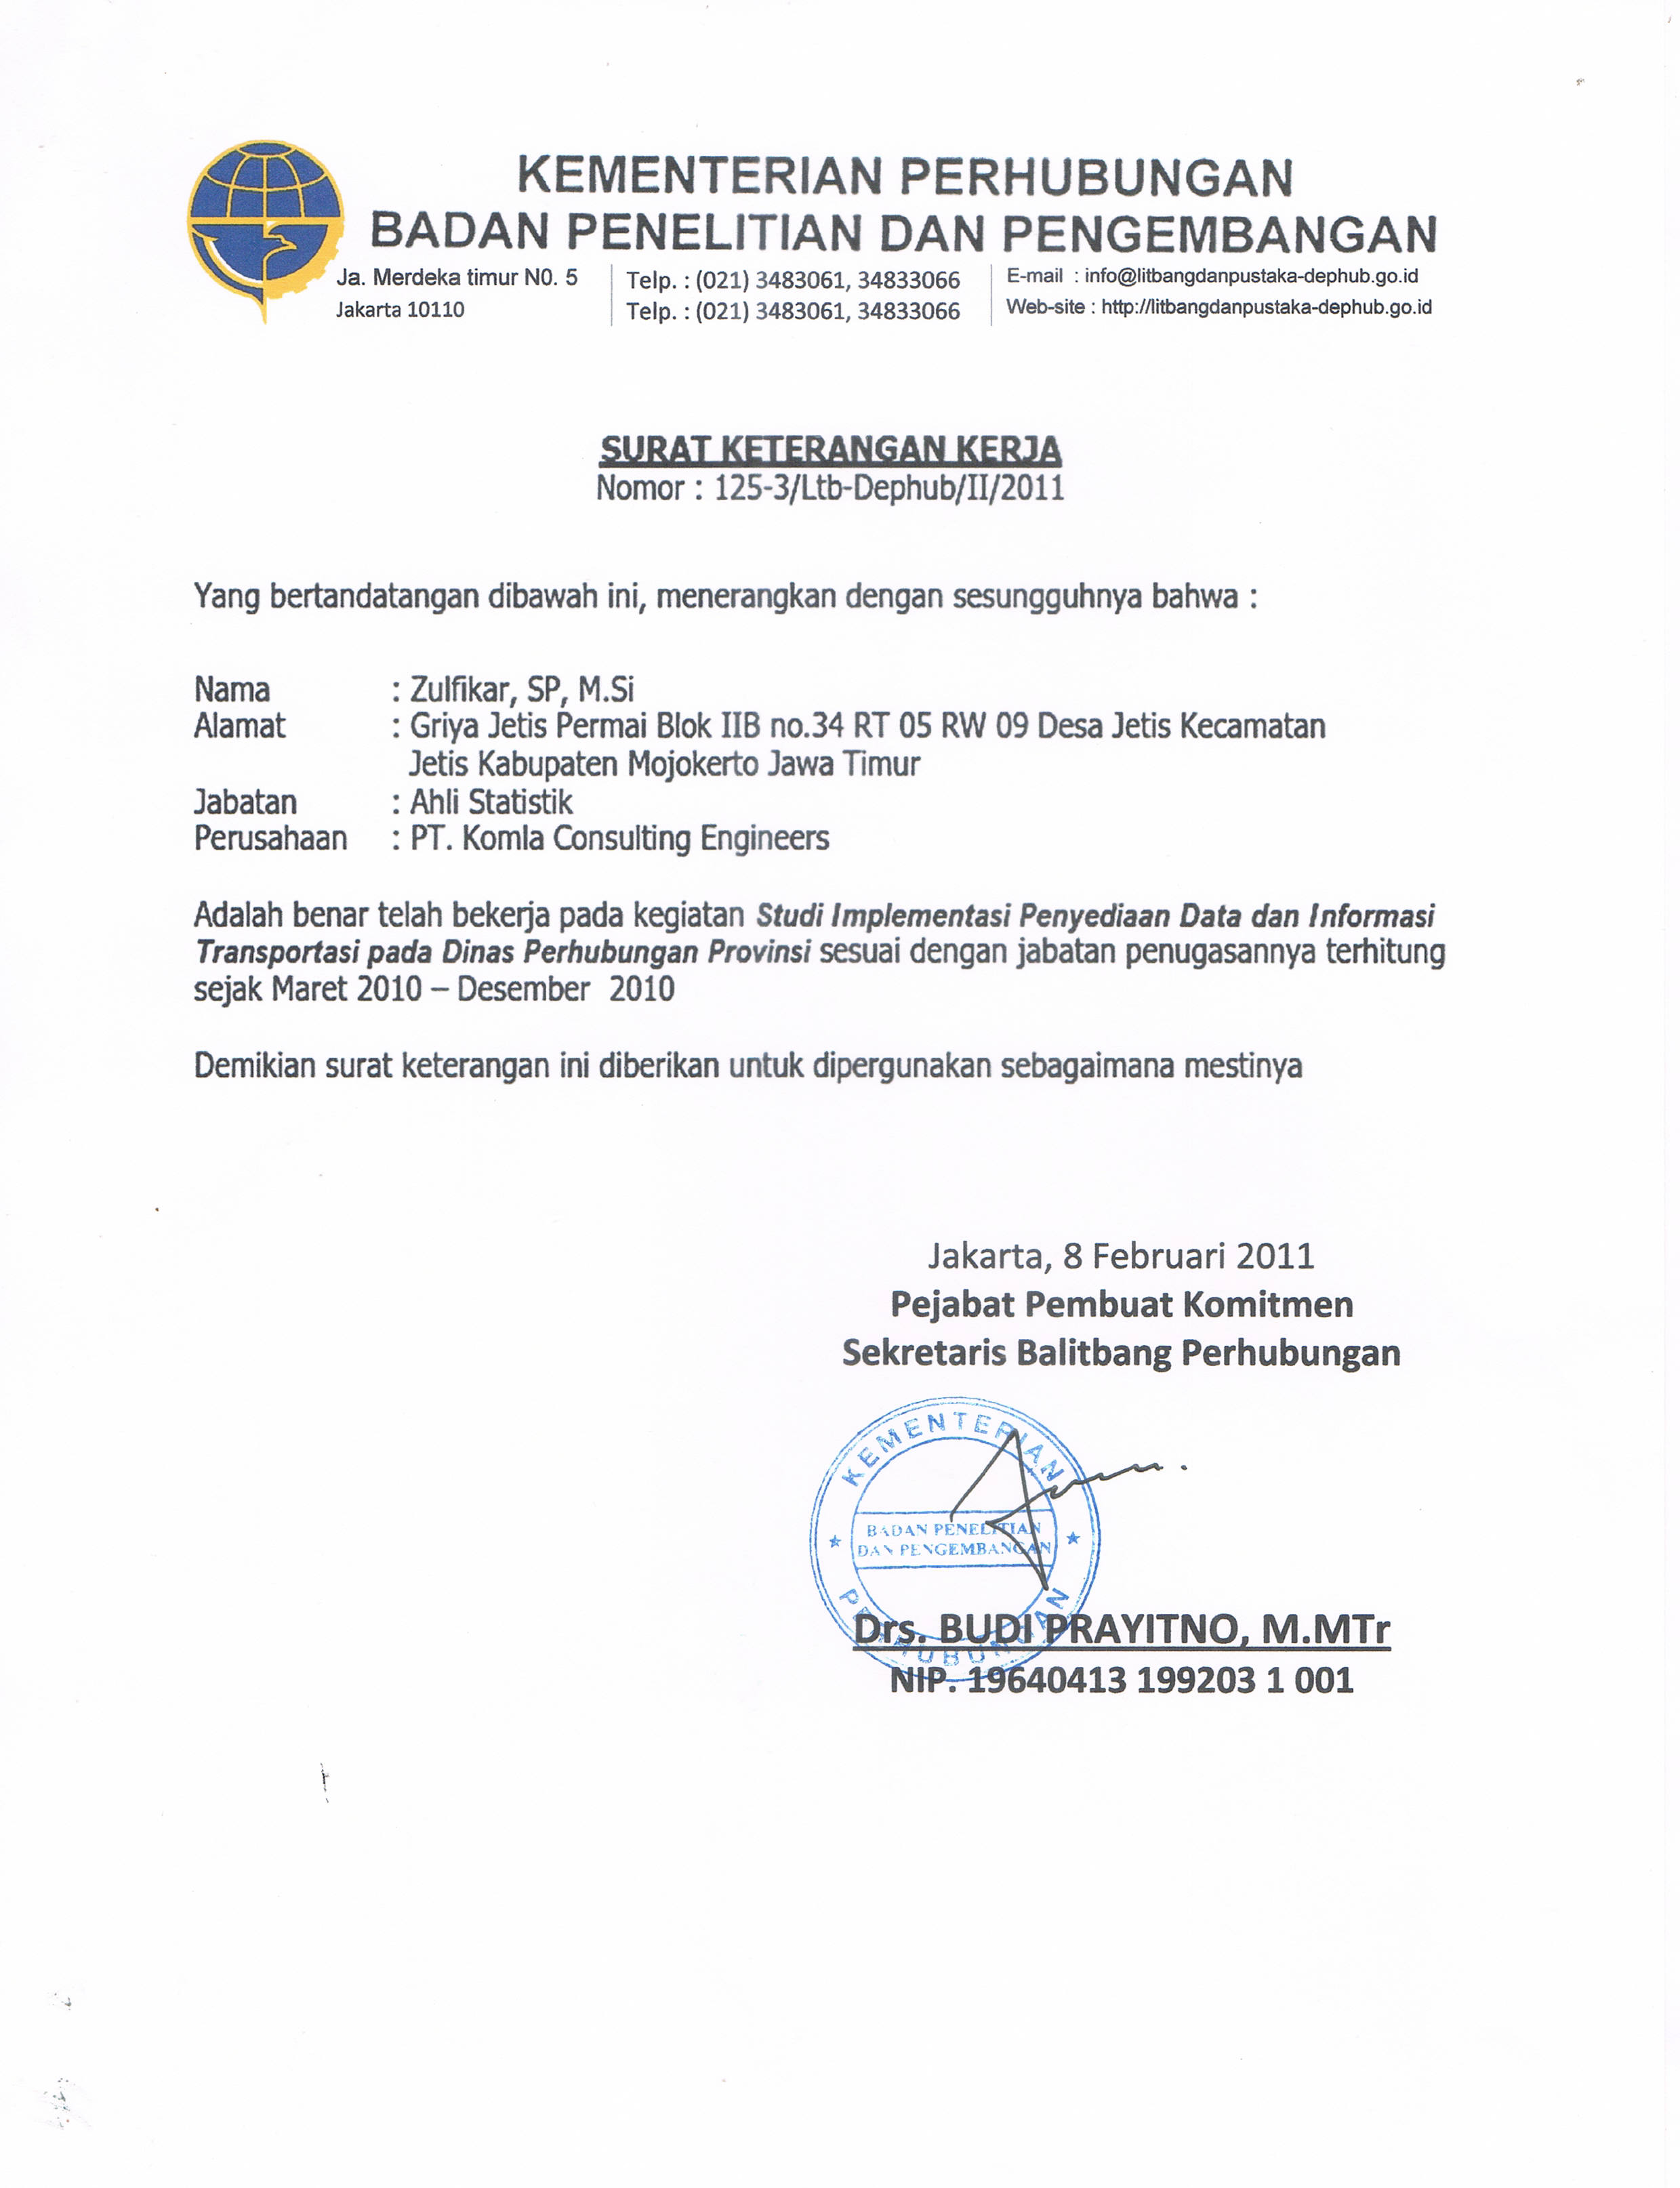 KEMENTERIAN PERHUBUNGAN
BADAN PENELITIAN DAN PENGEMBANGAN
Ja. Merdeka timur N0. 5
Jakarta 10110
Telp. : (021) 3483061, 34833066
Telp. : (021) 3483061, 34833066
E-mail : info@litbangdanpustaka-dephub.go.id
Web-site : http://litbangdanpustaka-dephub.go.id
SURAT KETERANGAN KERJA
Nomor : 125-3/Ltb-Dephub/II/2011
Yang bertandatangan dibawah ini, menerangkan dengan sesungguhnya bahwa :
Nama : Zulfikar, SP, M.Si
Alamat : Griya Jetis Permai Blok IIB no.34 RT 05 RW 09 Desa Jetis Kecamatan
Jetis Kabupaten Mojokerto Jawa Timur
Jabatan : Ahli Statistik
Perusahaan : PT. Komla Consulting Engineers
Adalah benar telah bekerja pada kegiatan Studi Implementasi Penyediaan Data dan Informasi
Transportasi pada Dinas Perhubungan Provinsi sesuai dengan jabatan penugasannya terhitung
sejak Maret 2010 – Desember 2010
Demikian surat keterangan ini diberikan untuk dipergunakan sebagaimana mestinya
Jakarta, 8 Februari 2011
Pejabat Pembuat Komitmen
Sekretaris Balitbang Perhubungan
KEMENTERIAN
BADAN PENELITIAN
DAN PENGEMBANGAN
PERHUBUNGAN
Drs. BUDI PRAYITNO, M.MTr
NIP. 19640413 199203 1 001